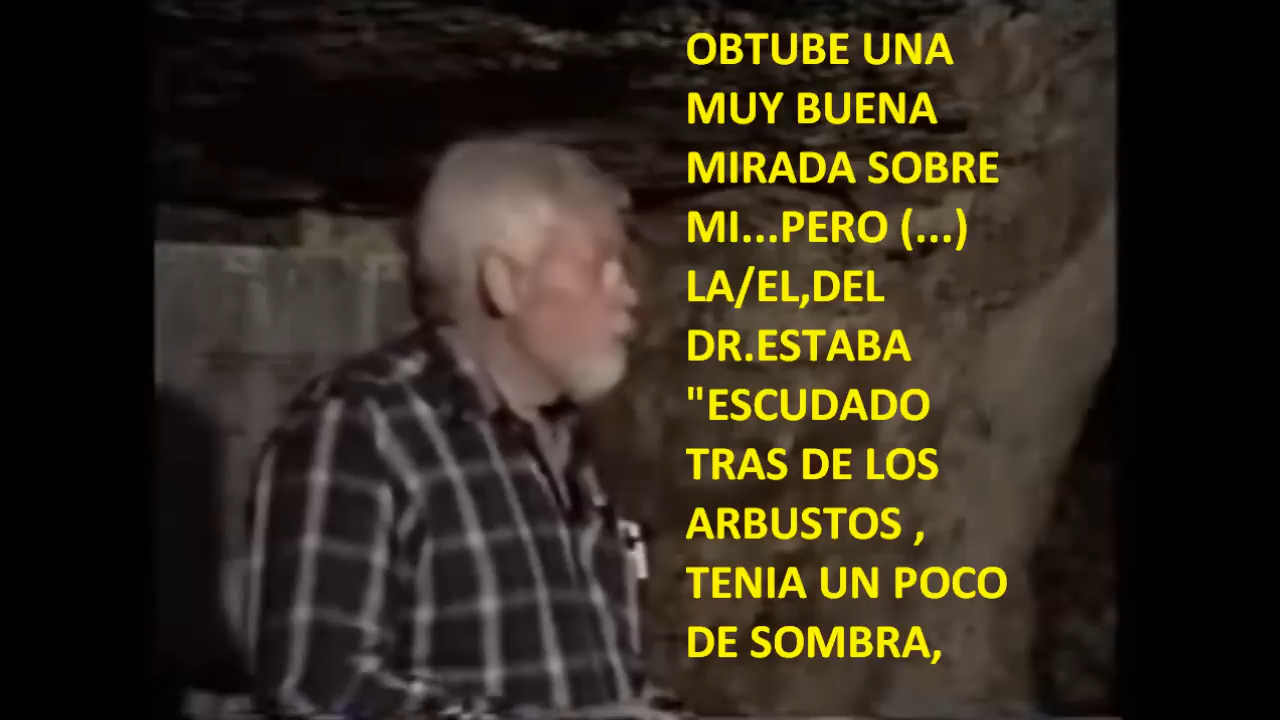 OBTUBE UNA
MUY BUENA
MIRADA SOBRE
MI...PERO (...)
LA/EL,DEL
DR.ESTABA
"ESCUDADO
TRAS DE LOS
ARBUSTOS ,
TENIA UN POCO
DE SOMBRA,